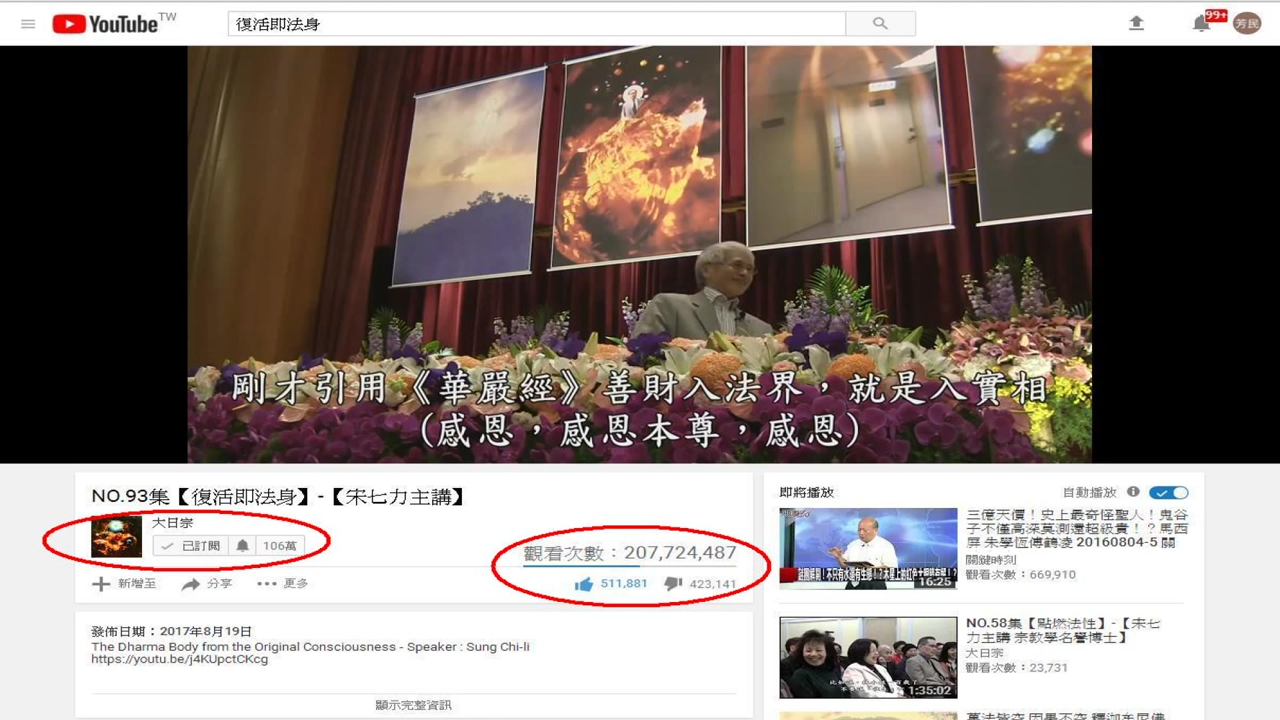 YouTube TW
復活即法身
99+
芳民
剛才引用《華嚴經》善財入法界,就是入實相
(感恩,感恩本尊,感恩)
NO.93集【復活即法身】-【宋七力主講】
大日宗
已訂閱 106萬
觀看次數:207,724,487
新增至 分享 更多
511,881 423,141
發佈日期:2017年8月19日
The Dharma Body from the Original Consciousness - Speaker : Sung Chi-li
https://youtu.be/j4KUpctCKcg
顯示完整資訊
即將播放 自動播放
三億天價!史上最奇怪聖人!鬼谷
子不僅高深莫測還超級貴!?馬西
屏 朱學恒傅鶴凌 20160804-5 關
關鍵時刻
觀看次數:669,910
16:25
NO.58集【點燃法性】-【宋七
力主講 宗教學名譽博士】
大日宗
觀看次數:23,731
1:35:02